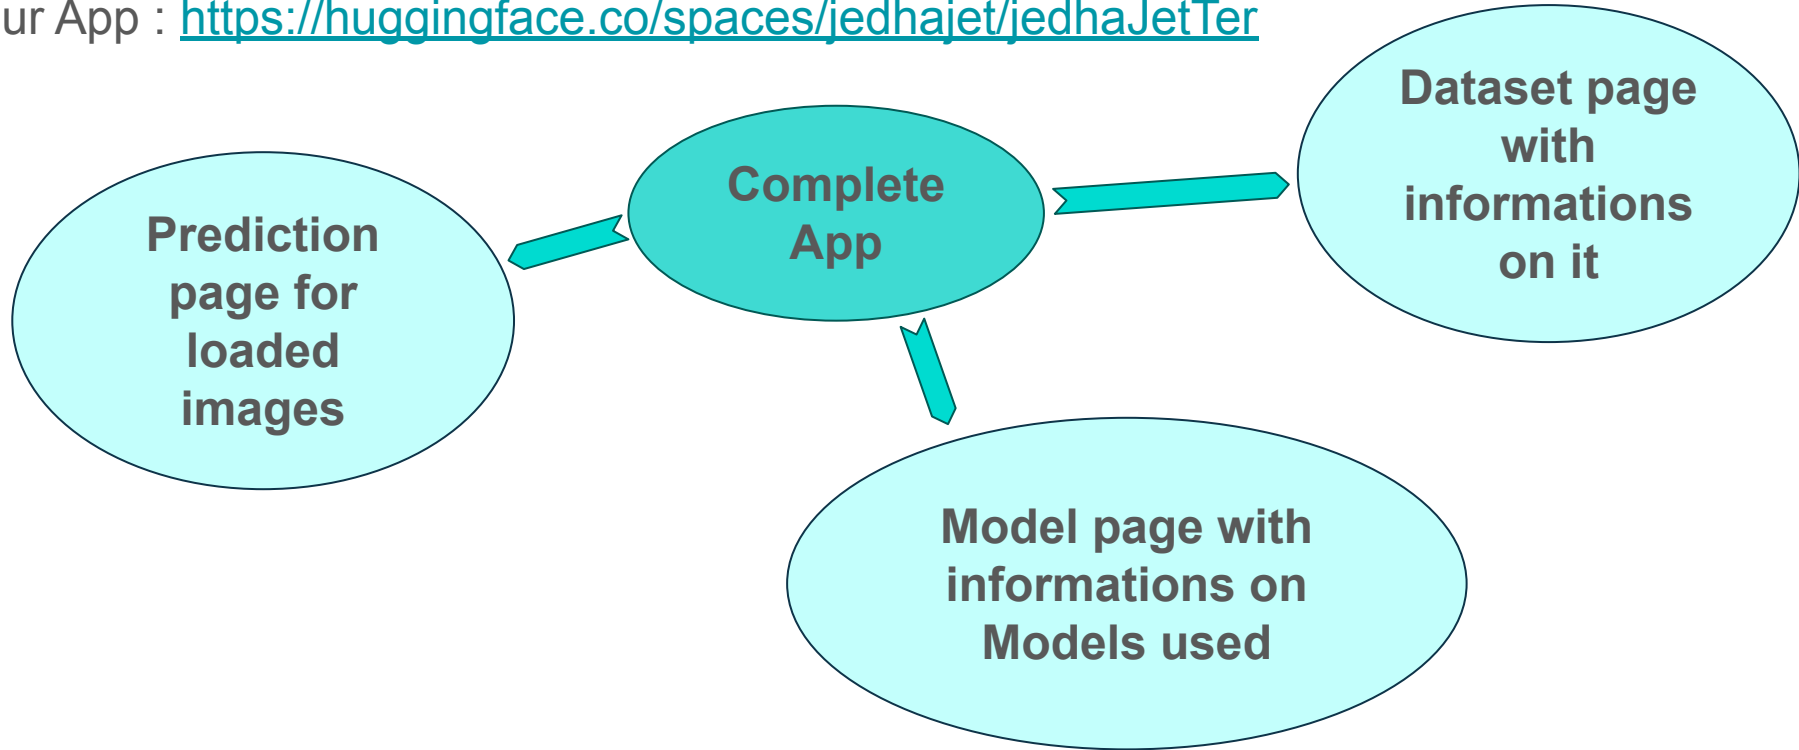 ur App : https://huggingface.co/spaces/jedhajet/jedhaJetTer
Complete
App
Dataset page
with
informations
on it
Prediction
page for
loaded
images
Model page with
informations on
Models used